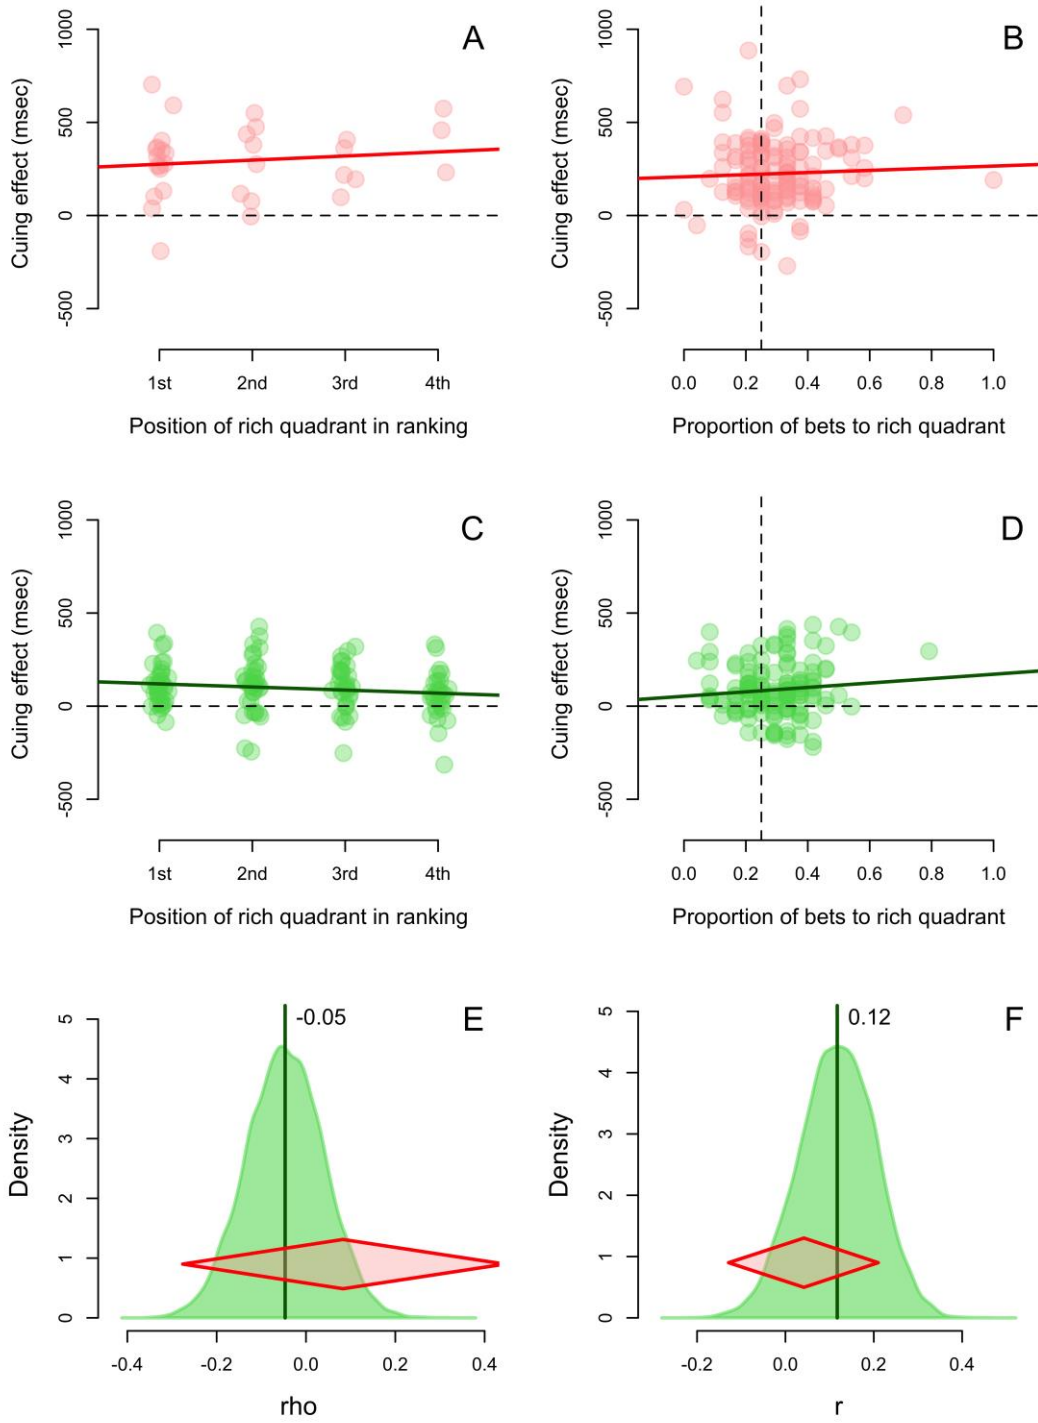 A
1000
500
0
-500
Cuing effect (msec)
1st 2nd 3rd 4th
Position of rich quadrant in ranking
B
1000
500
0
-500
Cuing effect (msec)
0.0 0.2 0.4 0.6 0.8 1.0
Proportion of bets to rich quadrant
C
1000
500
0
-500
Cuing effect (msec)
1st 2nd 3rd 4th
Position of rich quadrant in ranking
D
1000
500
0
-500
Cuing effect (msec)
0.0 0.2 0.4 0.6 0.8 1.0
Proportion of bets to rich quadrant
E
-0.05
5
4
3
2
1
0
Density
-0.4 -0.2 0.0 0.2 0.4
rho
F
0.12
5
4
3
2
1
0
Density
-0.2 0.0 0.2 0.4
r